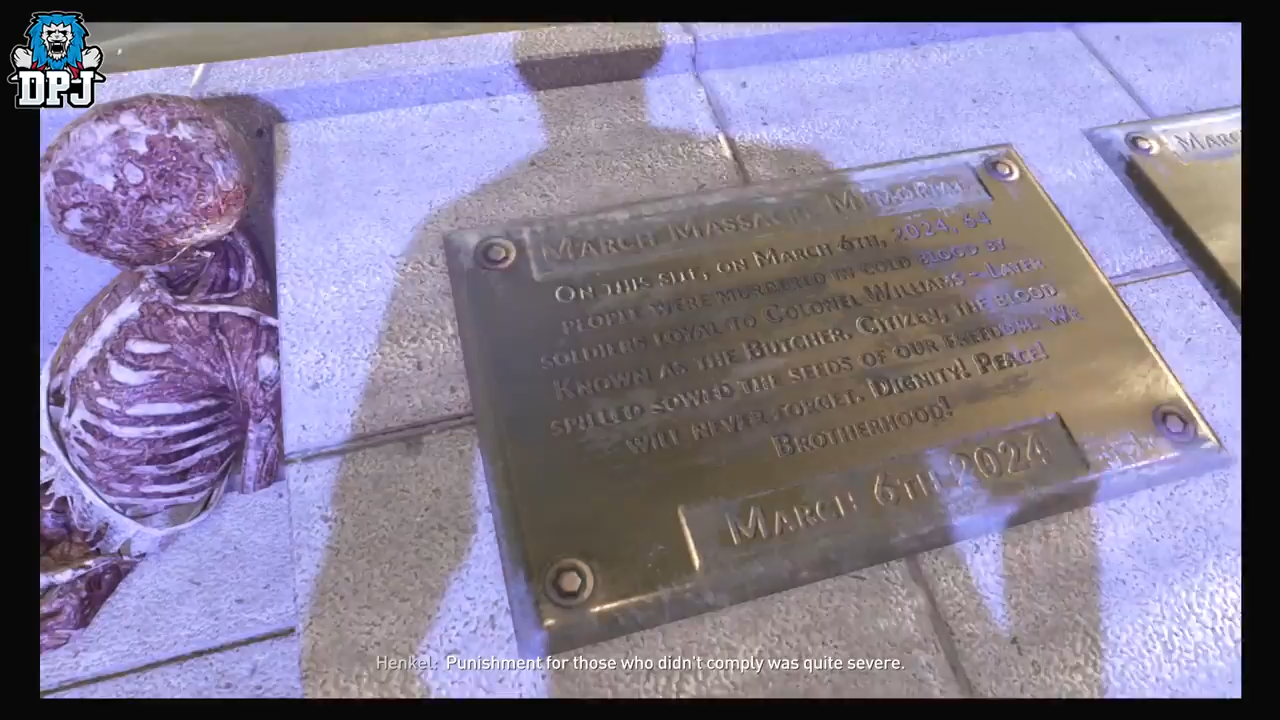 DPJ
March Massacre Memorial
March
On this site, on March 6th, 2024, 64
people were murdered in cold blood by
soldiers loyal to Colonel Williams - Later
Known as the Butcher. Citizen, the blood
spilled sowed the seeds of our freedom. We
will never forget. Dignity! Peace!
Brotherhood!
March 6th 2024
Henkel: Punishment for those who didn't comply was quite severe.